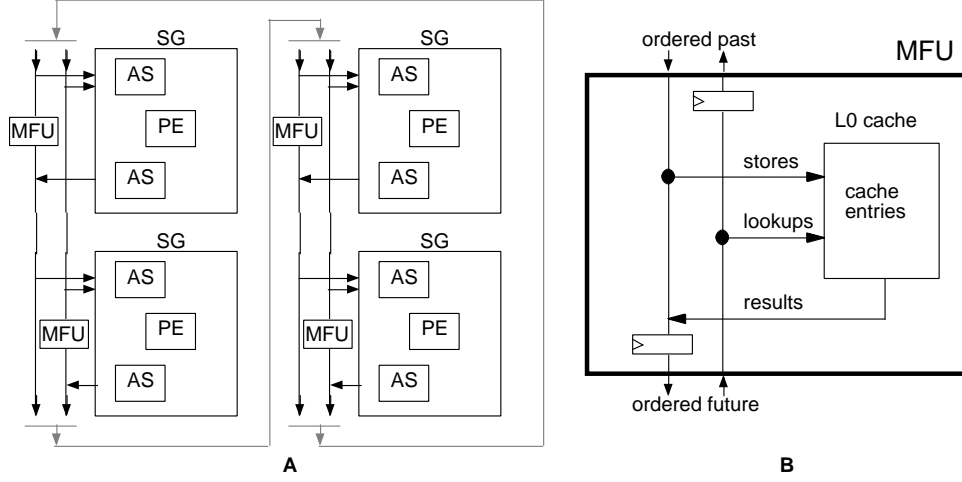 SG
AS
PE
MFU
AS
SG
AS
PE
MFU
AS
SG
AS
PE
MFU
AS
SG
AS
PE
MFU
AS
A
ordered past
MFU
L0 cache
stores
cache
entries
lookups
results
ordered future
B